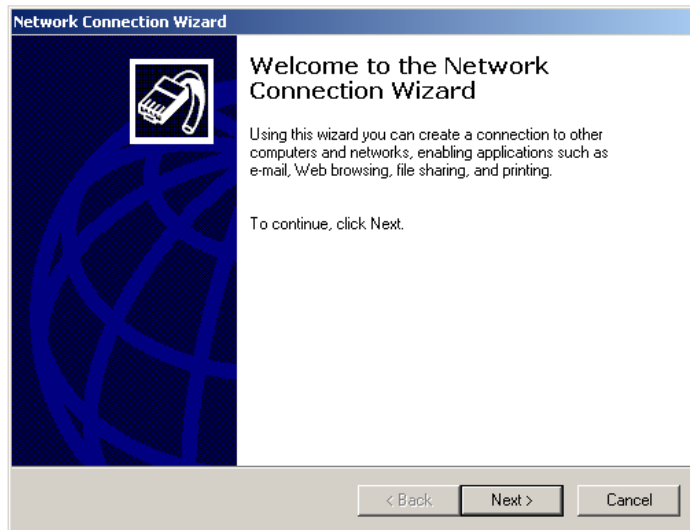 Network Connection Wizard
Welcome to the Network
Connection Wizard
Using this wizard you can create a connection to other
computers and networks, enabling applications such as
e-mail, Web browsing, file sharing, and printing.
To continue, click Next.
< Back Next > Cancel